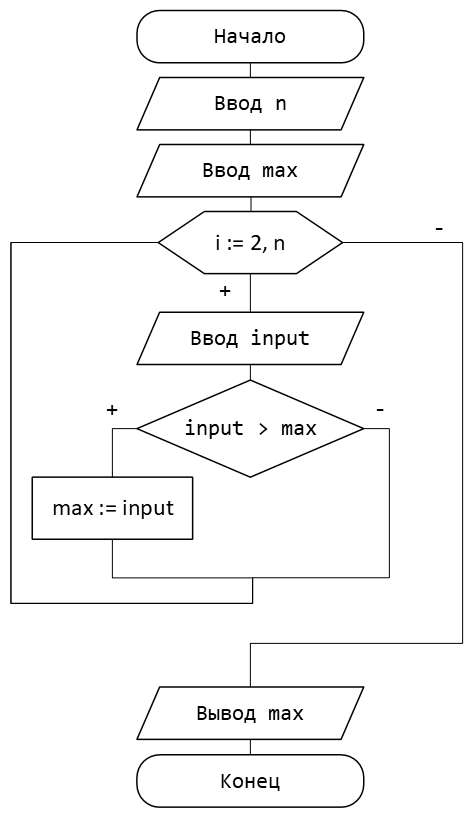 Начало
Ввод n
Ввод max
i := 2, n
-
+
Ввод input
input > max
+
-
max := input
Вывод max
Конец